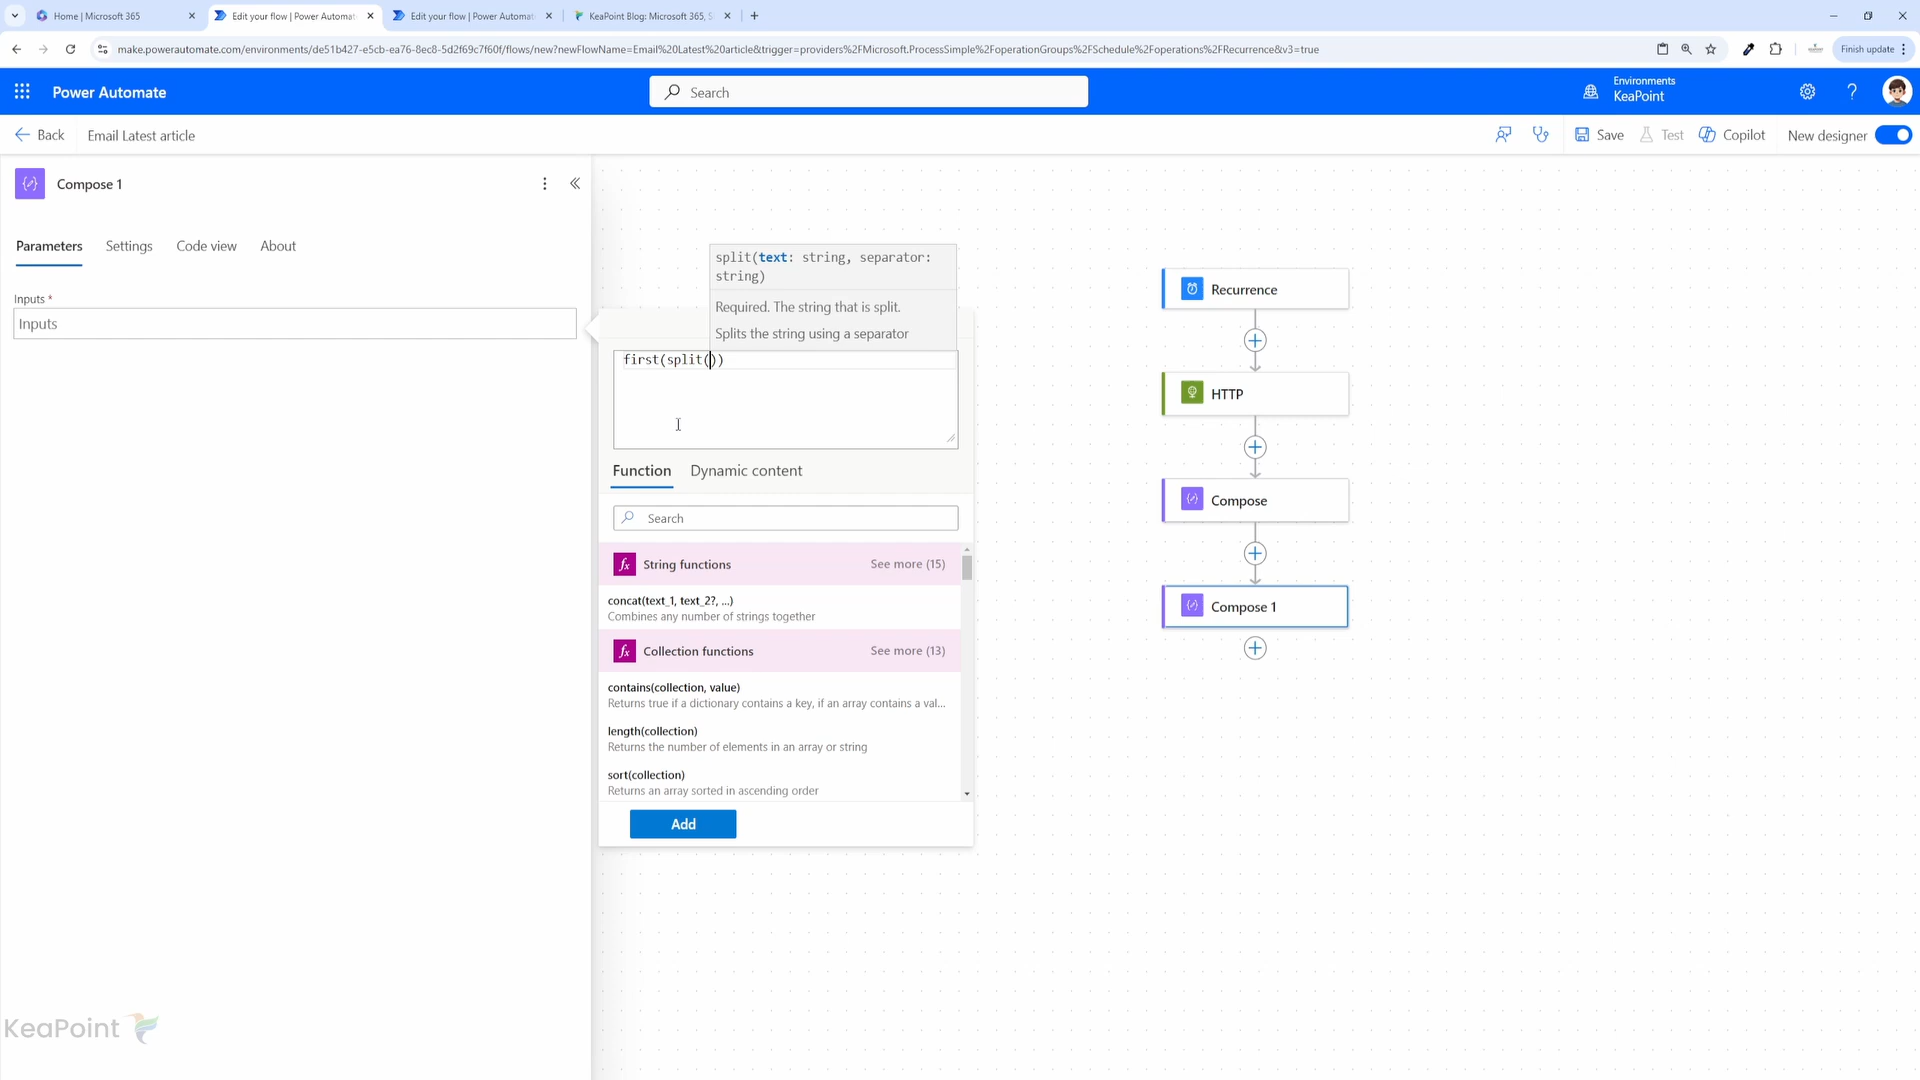 Home | Microsoft 365
Edit your flow | Power Automate
Edit your flow | Power Automate
KeaPoint Blog: Microsoft 365, S
make.powerautomate.com/environments/de51b427-e5cb-ea76-8ec8-5d2f69c7f60f/flows/new?newFlowName=Email%20Latest%20article&trigger=providers%2FMicrosoft.ProcessSimple%2FoperationGroups%2FSchedule%2Foperations%2FRecurrence&v3=true
Finish update
Power Automate
Search
Environments
KeaPoint
Back
Email Latest article
Save
Test
Copilot
New designer
Compose 1
Parameters
Settings
Code view
About
Inputs *
Inputs
split(text: string, separator:
string)
Required. The string that is split.
Splits the string using a separator
first(split())
Function
Dynamic content
Search
fx
String functions
See more (15)
concat(text_1, text_2?, ...)
Combines any number of strings together
fx
Collection functions
See more (13)
contains(collection, value)
Returns true if a dictionary contains a key, if an array contains a val...
length(collection)
Returns the number of elements in an array or string
sort(collection)
Returns an array sorted in ascending order
Add
Recurrence
HTTP
Compose
Compose 1
KeaPoint